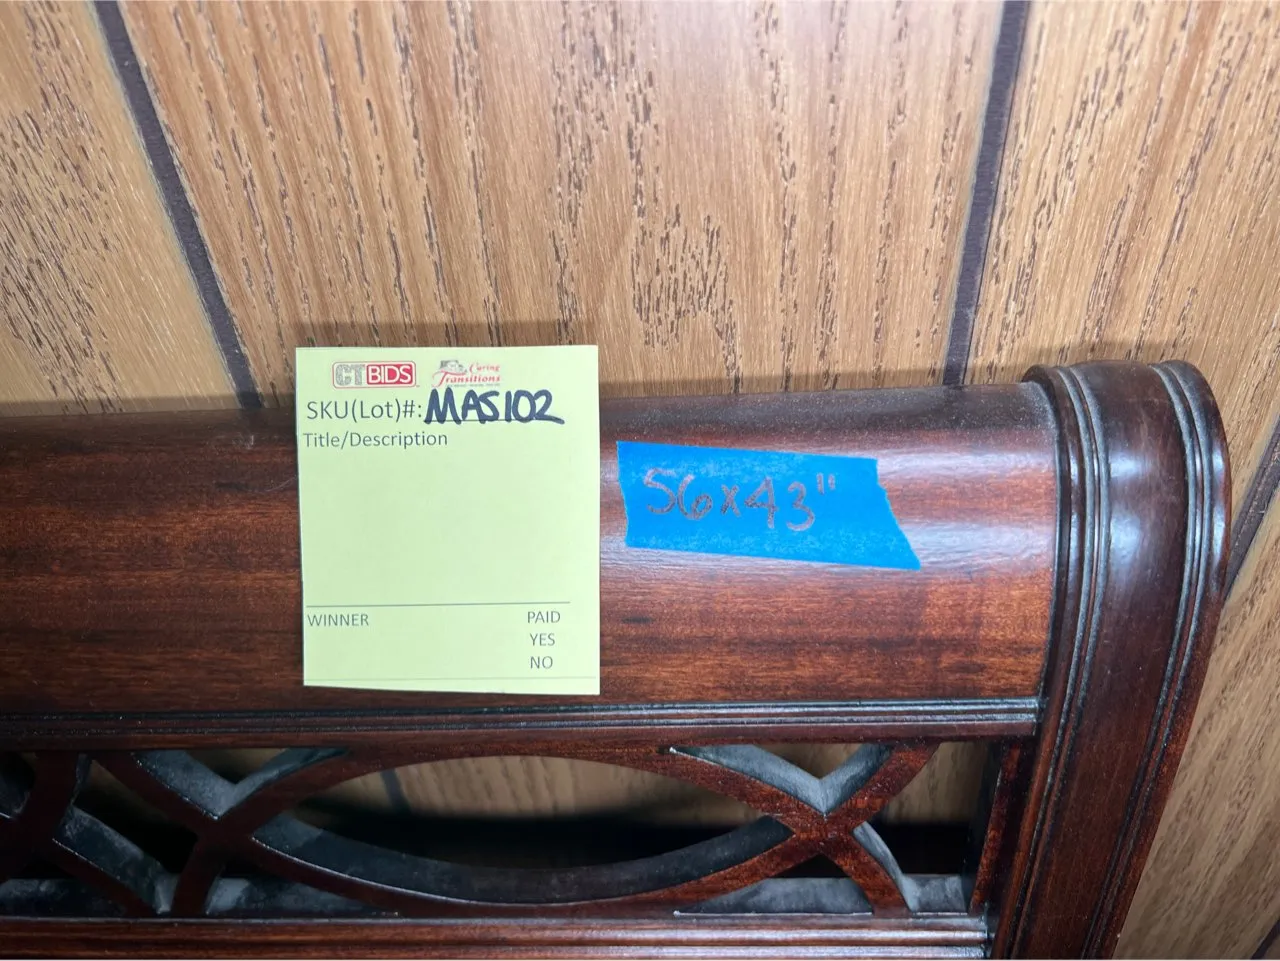 CTBIDS
Caring Transitions
SKU(Lot)#: MAS102
Title/Description
56x43"
WINNER PAID
YES
NO